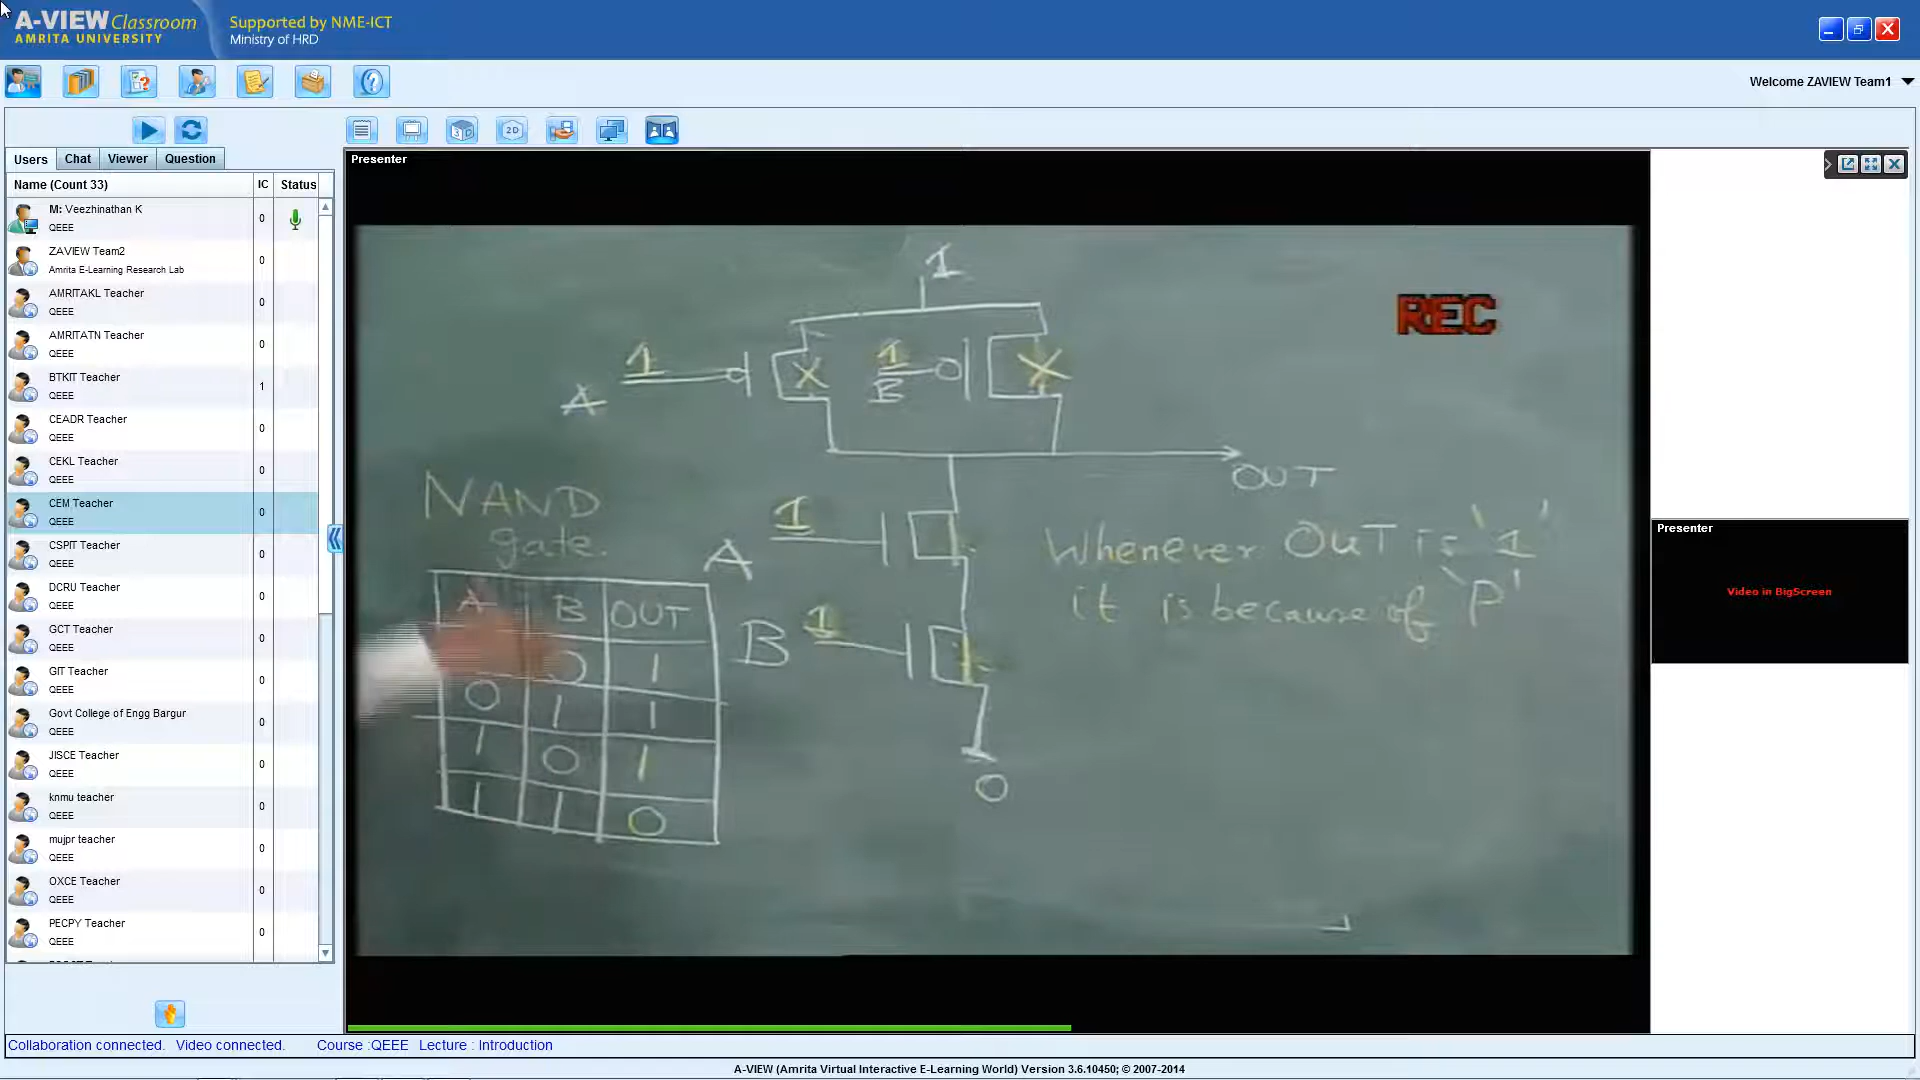 A-VIEW Classroom
AMRITA UNIVERSITY
Supported by NME-ICT
Ministry of HRD
Welcome ZAVIEW Team1
3D
2D
Users Chat Viewer Question
Name (Count 33) IC Status
M: Veezhinathan K
QEEE
0
ZAVIEW Team2
Amrita E-Learning Research Lab
0
AMRITAKL Teacher
QEEE
0
AMRITATN Teacher
QEEE
0
BTKIT Teacher
QEEE
1
CEADR Teacher
QEEE
0
CEKL Teacher
QEEE
0
CEM Teacher
QEEE
0
CSPIT Teacher
QEEE
0
DCRU Teacher
QEEE
0
GCT Teacher
QEEE
0
GIT Teacher
QEEE
0
Govt College of Engg Bargur
QEEE
0
JISCE Teacher
QEEE
0
knmu teacher
QEEE
0
mujpr teacher
QEEE
0
OXCE Teacher
QEEE
0
PECPY Teacher
QEEE
0
Presenter
REC
1
1 X 1 X
A B
OUT
NAND
gate.
1
A
1
B
0
A B OUT
0 1
0 1 1
1 0 1
1 1 0
Whenever OUT is '1'
it is because of 'P'
Presenter
Video in BigScreen
Collaboration connected. Video connected. Course :QEEE Lecture : Introduction
A-VIEW (Amrita Virtual Interactive E-Learning World) Version 3.6.10450; © 2007-2014